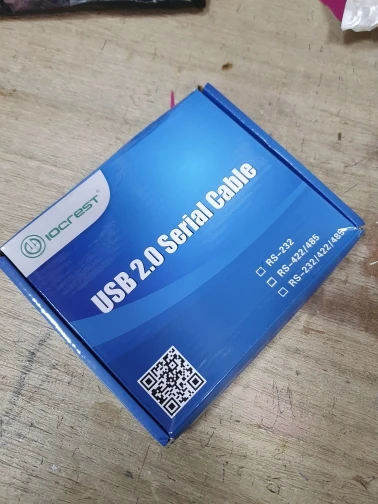 IOCREST®
USB 2.0 Serial Cable
RS-232
RS-422/485
RS-232/422/485